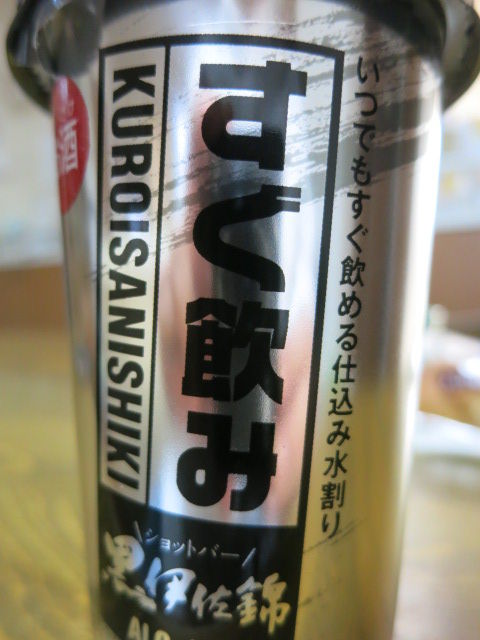 いつでもすぐ飲める仕込み水割り
すぐ飲み
KUROISANISHIKI
酒
\ショットバー/
黒伊佐錦